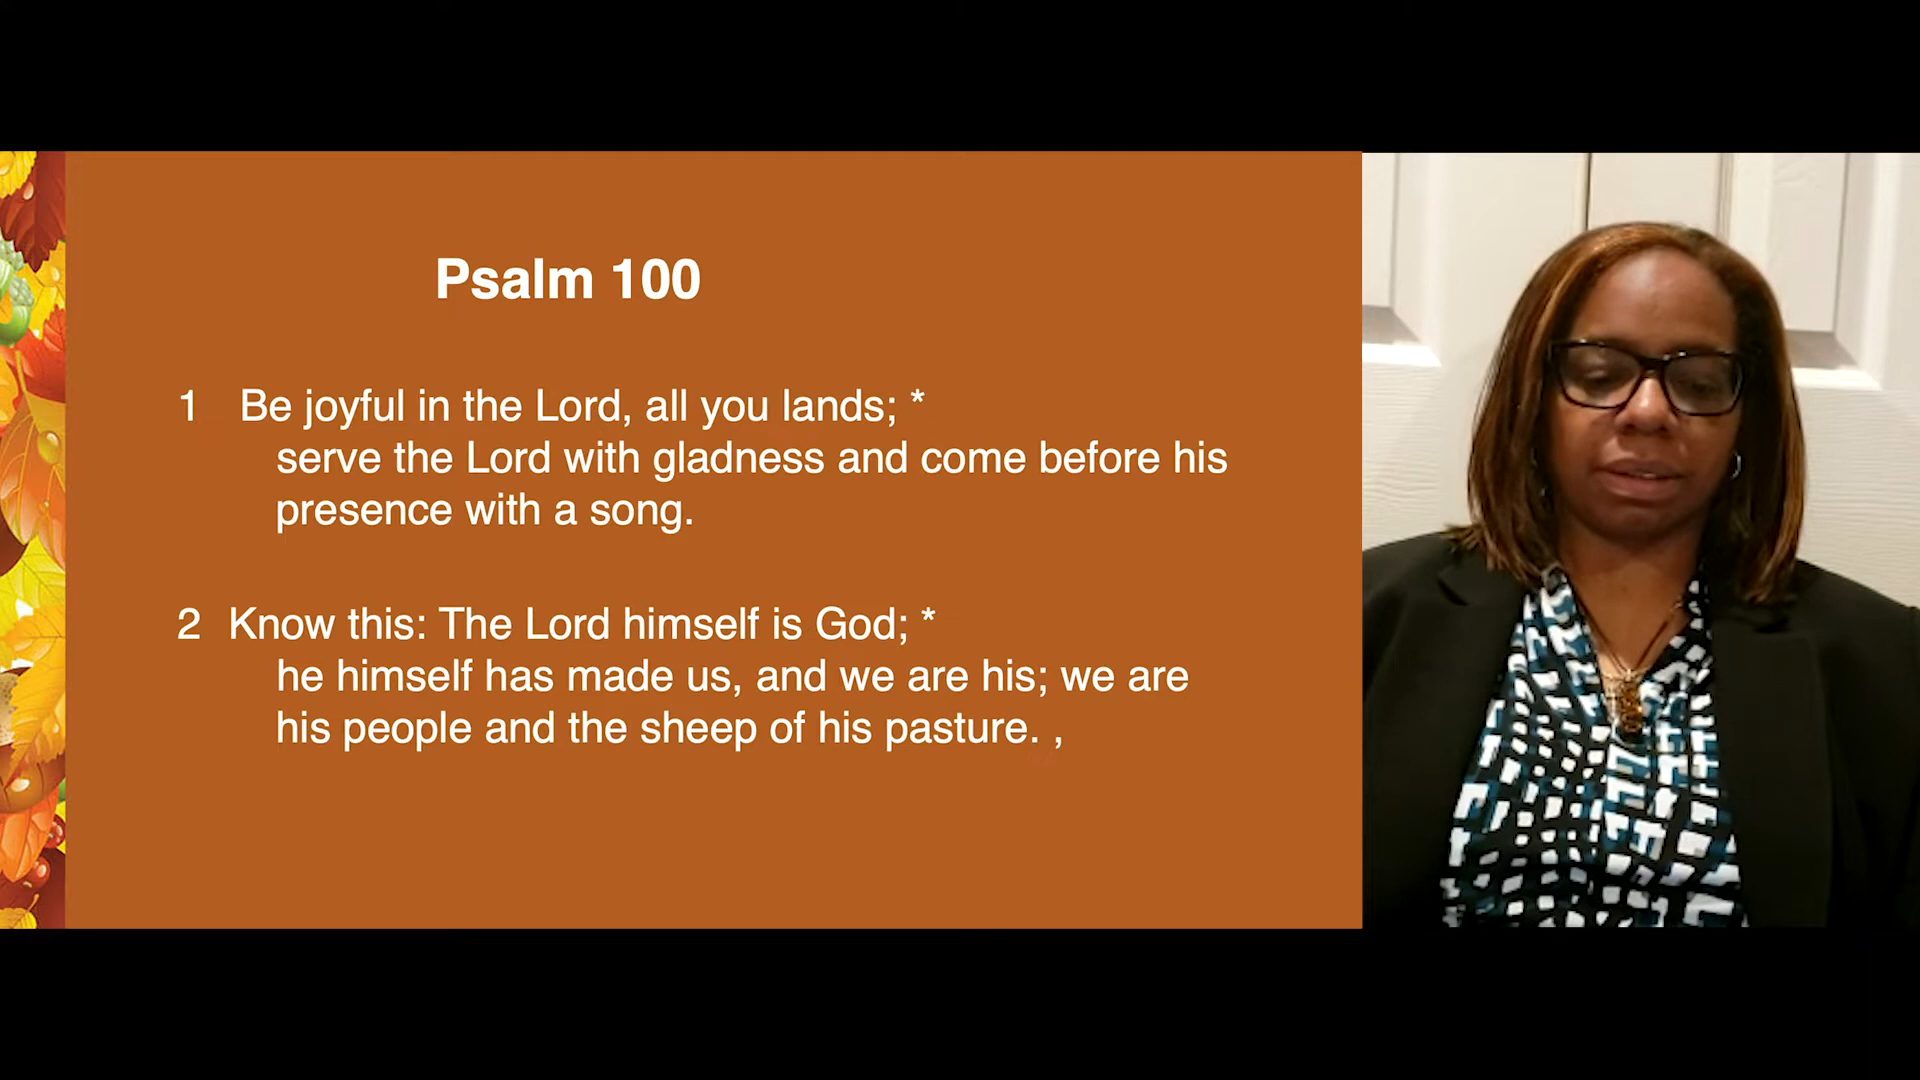 Psalm 100
1 Be joyful in the Lord, all you lands; *
serve the Lord with gladness and come before his
presence with a song.
2 Know this: The Lord himself is God; *
he himself has made us, and we are his; we are
his people and the sheep of his pasture. ,